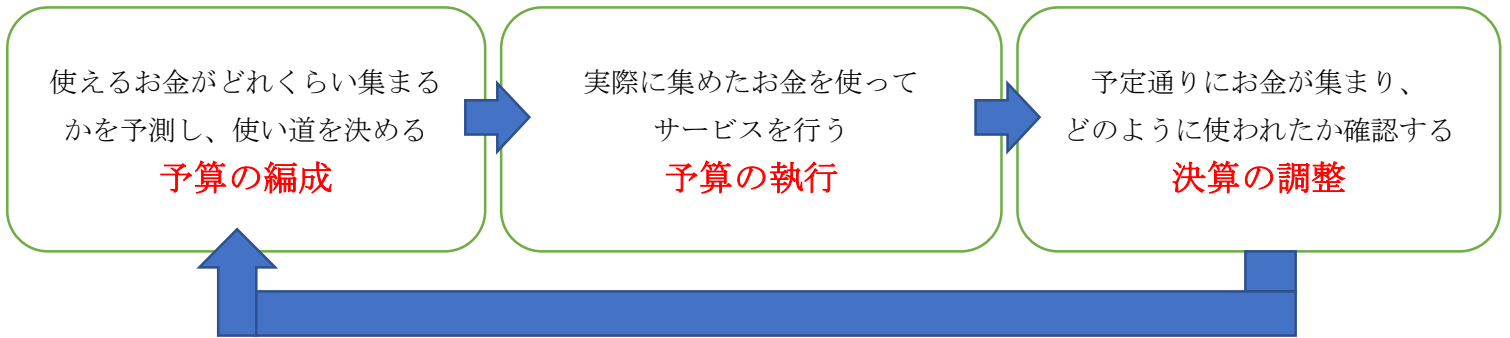 使えるお金がどれくらい集まる
かを予測し、使い道を決める
予算の編成
実際に集めたお金を使って
サービスを行う
予算の執行
予定通りにお金が集まり、
どのように使われたか確認する
決算の調整